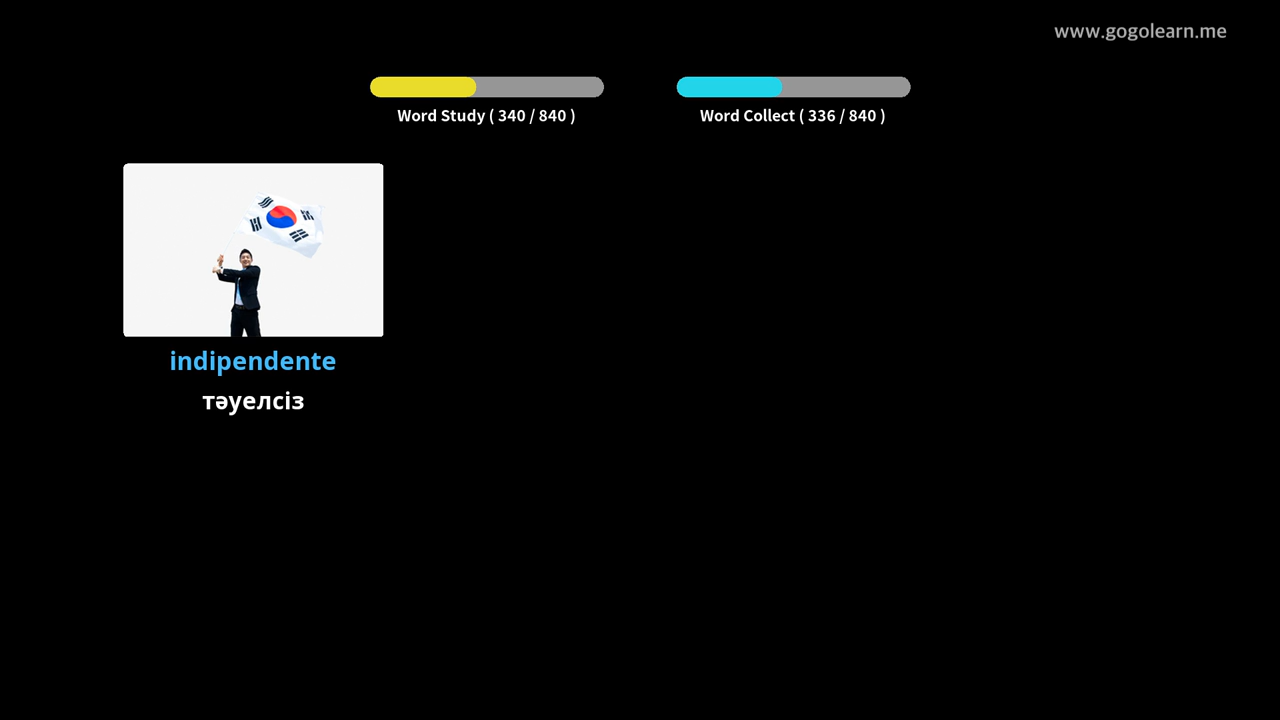 www.gogolearn.me
Word Study ( 340 / 840 )
Word Collect ( 336 / 840 )
indipendente
тәуелсіз